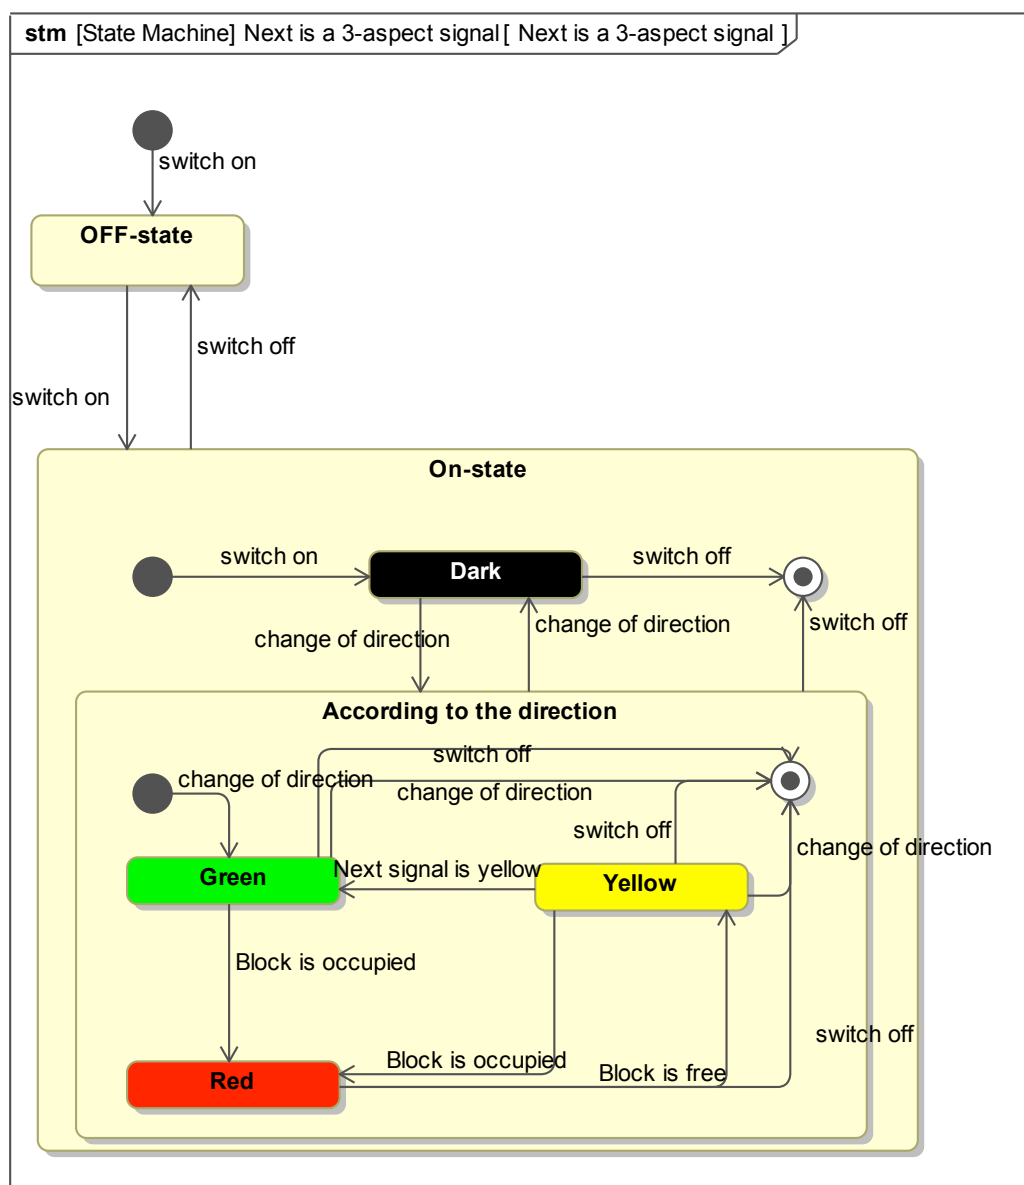 stm [State Machine] Next is a 3-aspect signal[ Next is a 3-aspect signal ]
switch on
OFF-state
switch off
switch on
On-state
switch on
Dark
switch off
change of direction
change of direction
switch off
According to the direction
switch off
change of direction
change of direction
switch off
change of direction
Green
Next signal is yellow
Yellow
Block is occupied
switch off
Block is occupied
Block is free
Red